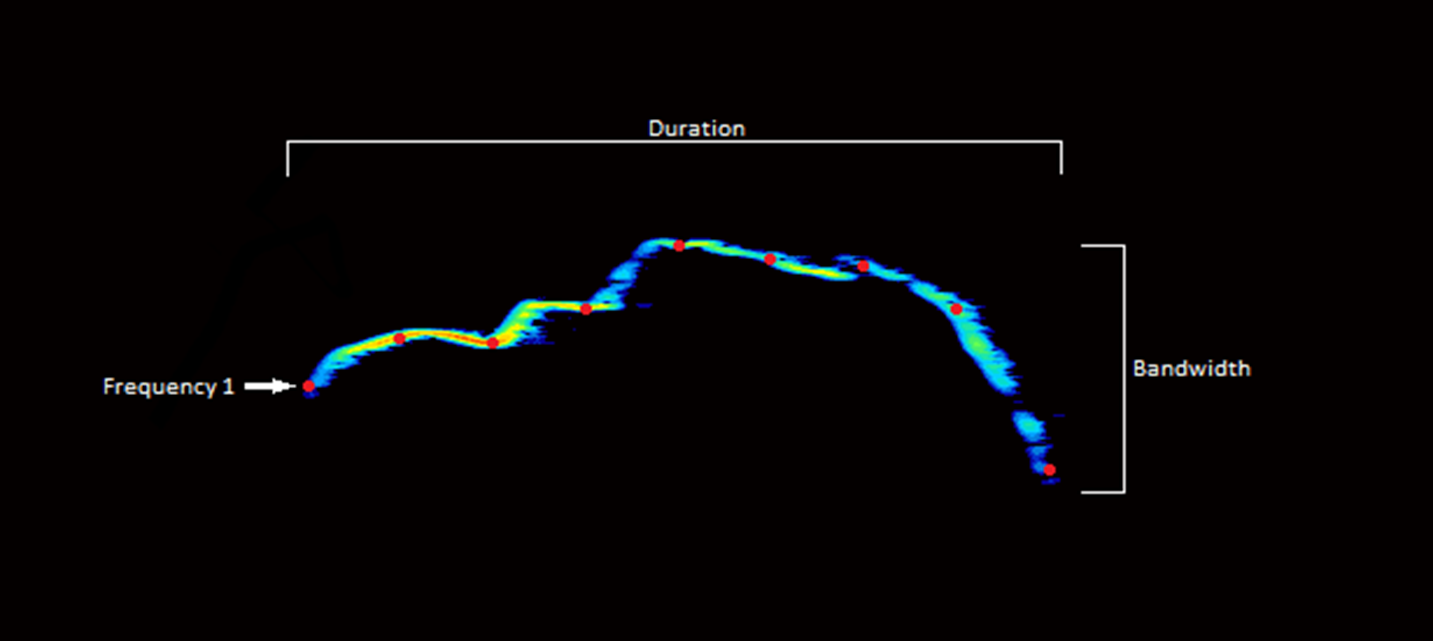 Duration
Frequency 1
Bandwidth